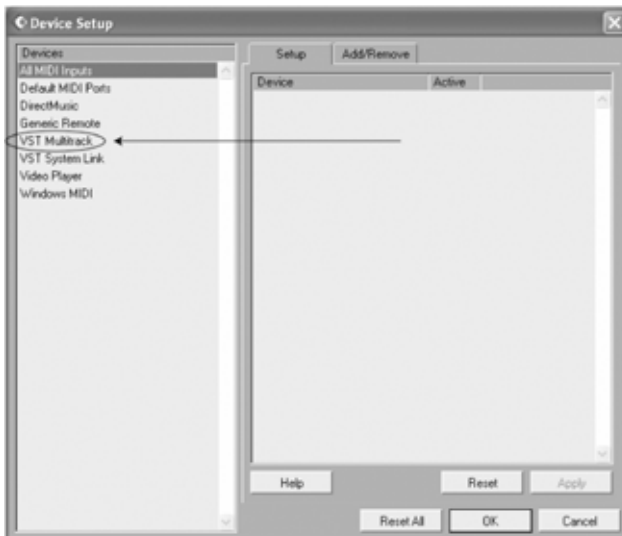 Device Setup
Devices
All MIDI Inputs
Default MIDI Ports
DirectMusic
Generic Remote
VST Multitrack
VST System Link
Video Player
Windows MIDI
Setup
Add/Remove
Device
Active
Help
Reset
Apply
Reset All
OK
Cancel